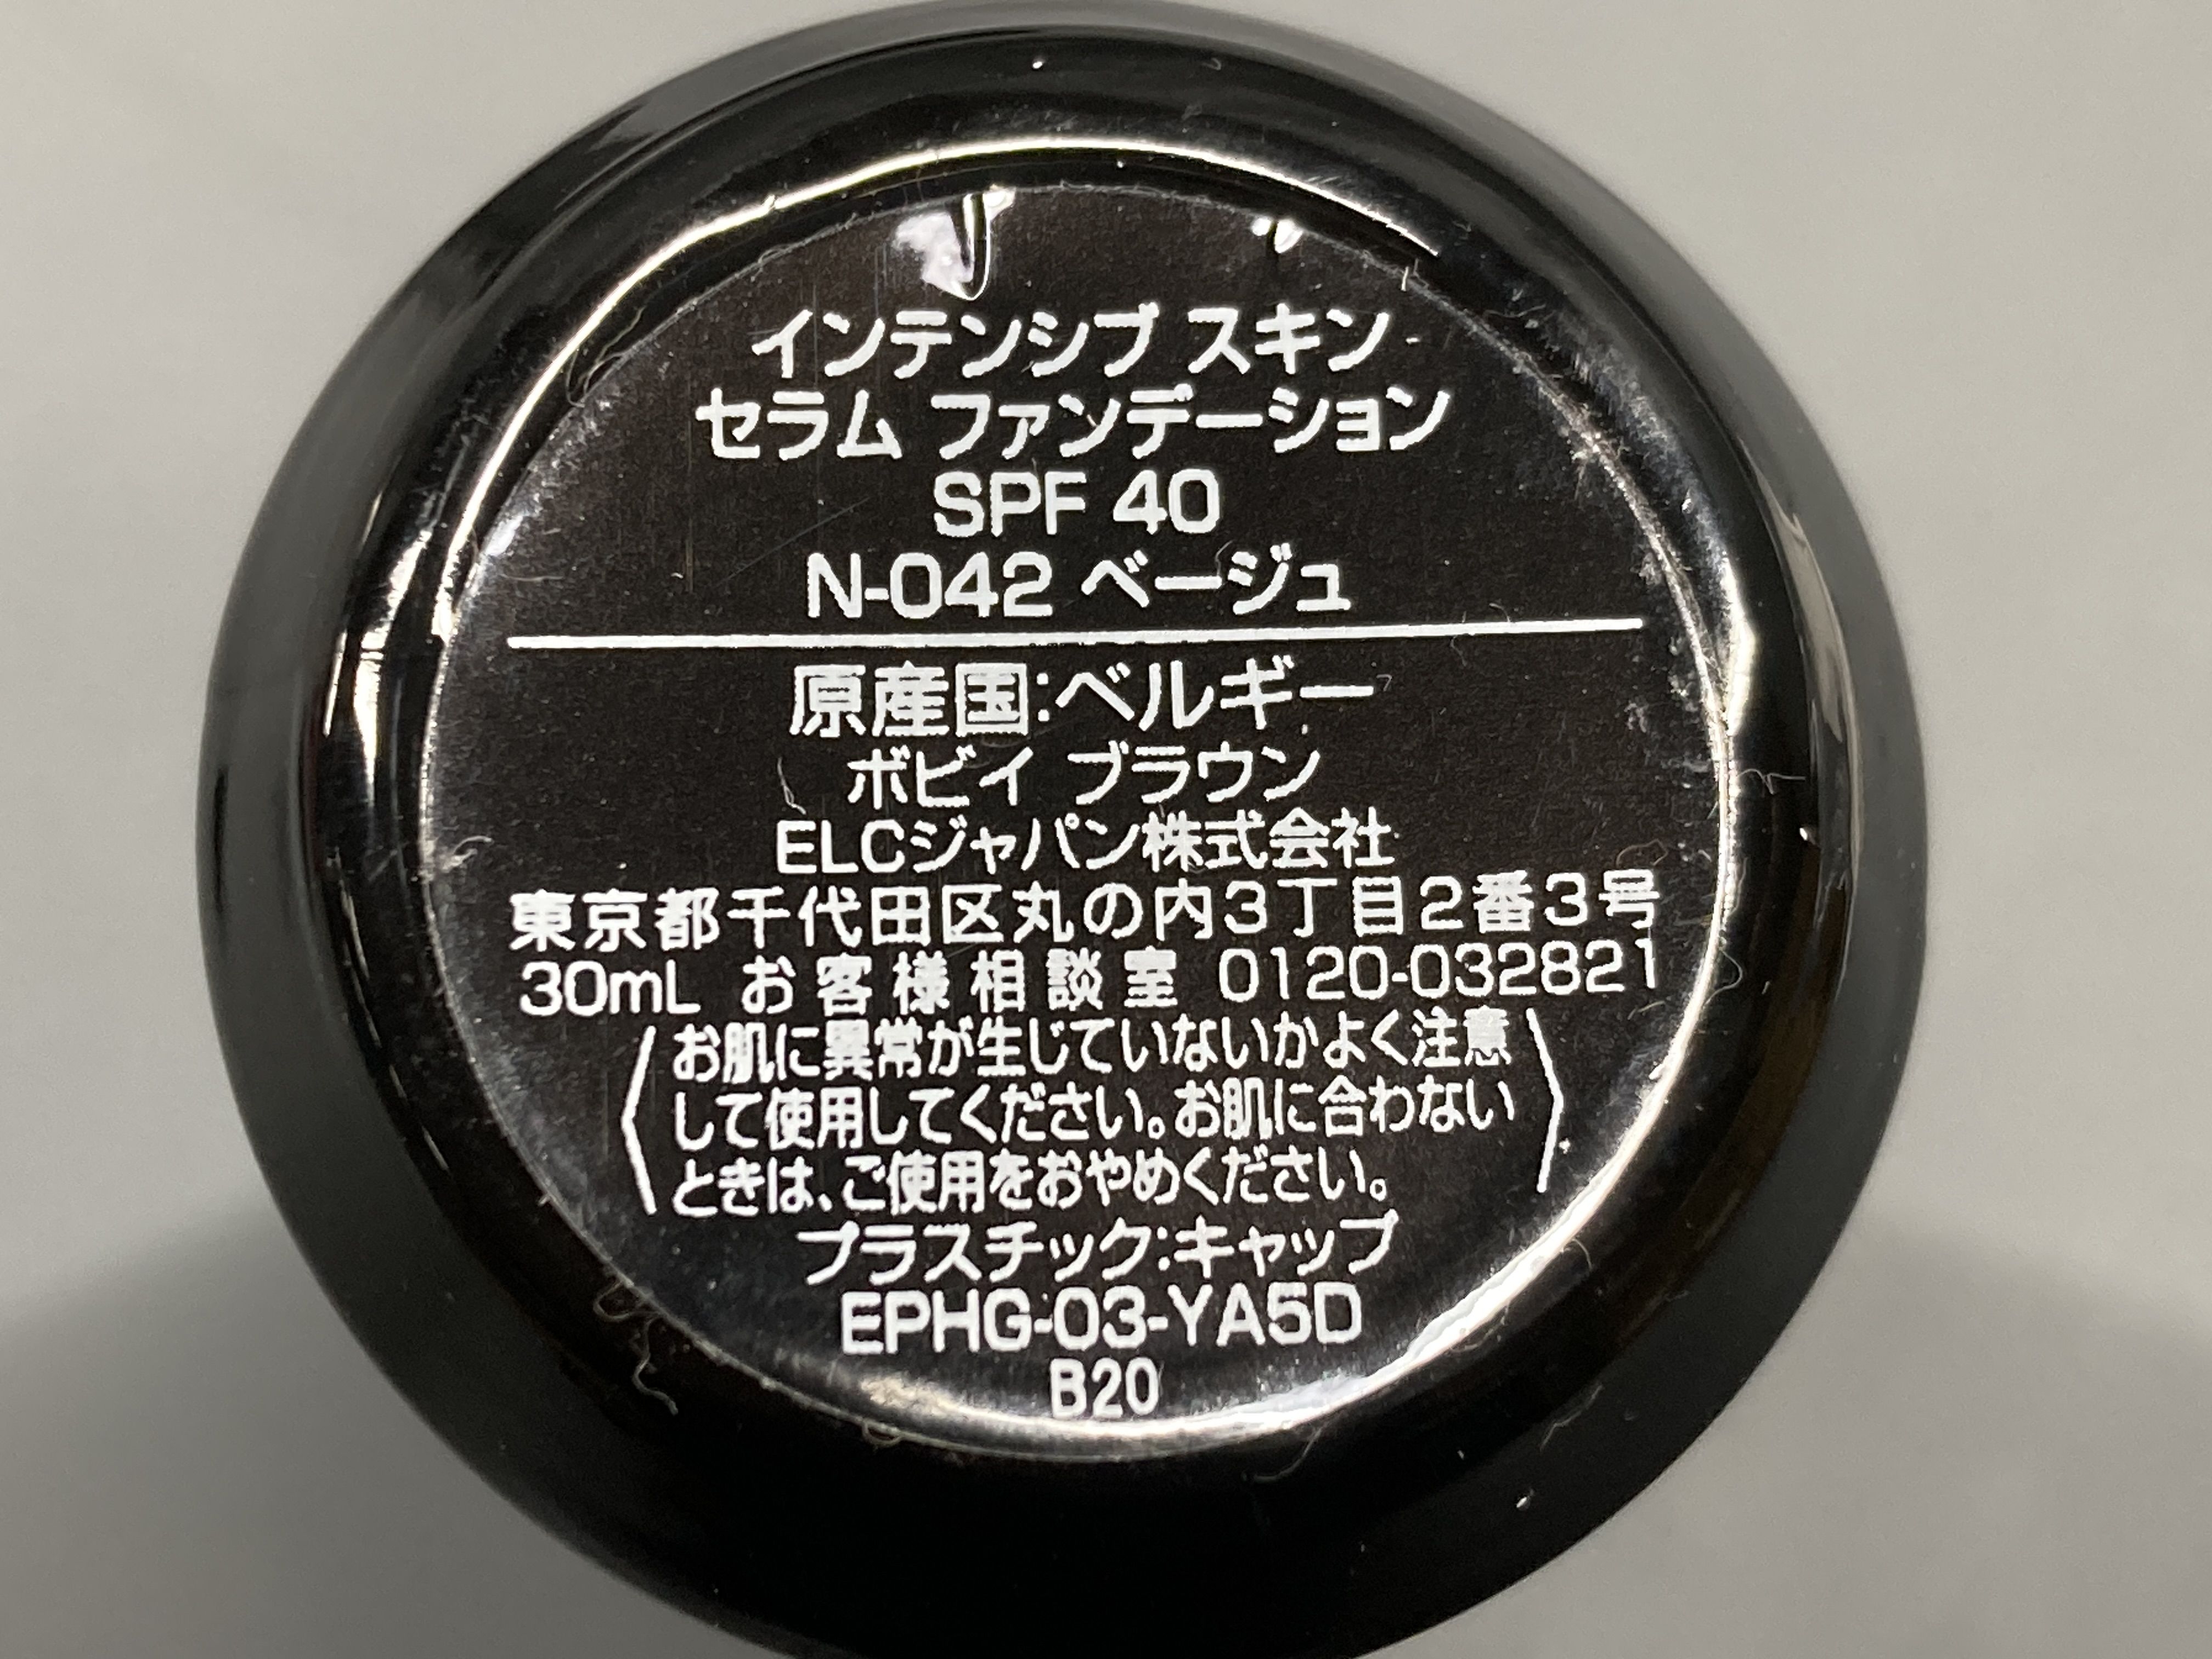 インテンシブ スキン
セラム ファンデーション
SPF 40
N-042 ベージュ
原産国:ベルギー
ボビイ ブラウン
ELCジャパン株式会社
東京都千代田区丸の内3丁目2番3号
30mL お客様相談室 0120-032821
お肌に異常が生じていないかよく注意
して使用してください。お肌に合わない
ときは、ご使用をおやめください。
プラスチック:キャップ
EPHG-03-YA5D
B20